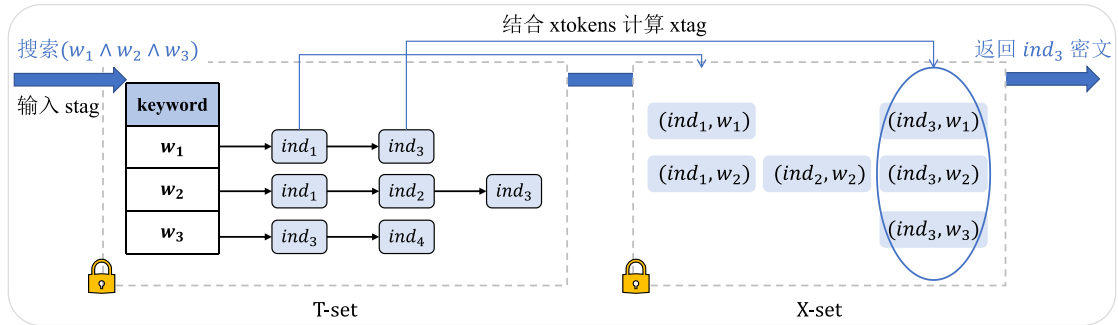 结合 xtokens 计算 xtag
搜索(w₁ ∧ w₂ ∧ w₃)
返回 ind₃ 密文
输入 stag
keyword
w₁ ind₁ ind₃
w₂ ind₁ ind₂ ind₃
w₃ ind₃ ind₄
(ind₁, w₁) (ind₃, w₁)
(ind₁, w₂) (ind₂, w₂) (ind₃, w₂)
(ind₃, w₃)
T-set
X-set